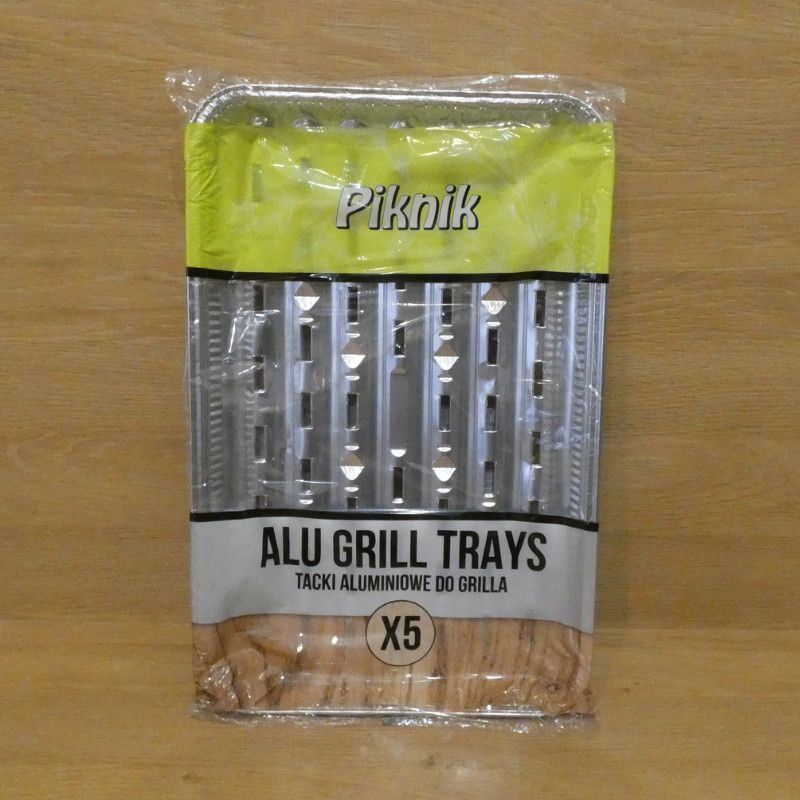 Piknik
ALU GRILL TRAYS
TACKI ALUMINIOWE DO GRILLA
X5